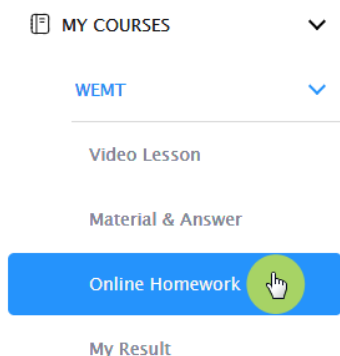 MY COURSES
WEMT
Video Lesson
Material & Answer
Online Homework
My Result